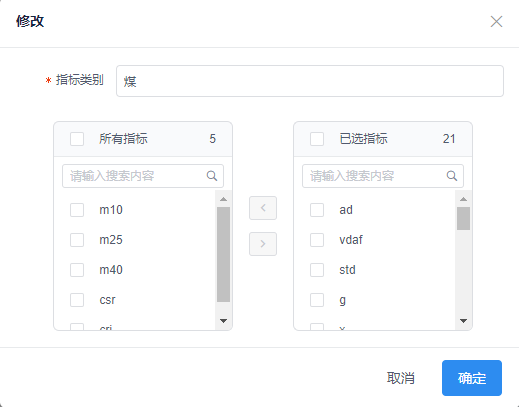 修改
* 指标类别 煤
所有指标 5
请输入搜索内容
m10
m25
m40
csr
cri
已选指标 21
请输入搜索内容
ad
vdaf
std
g
取消 确定